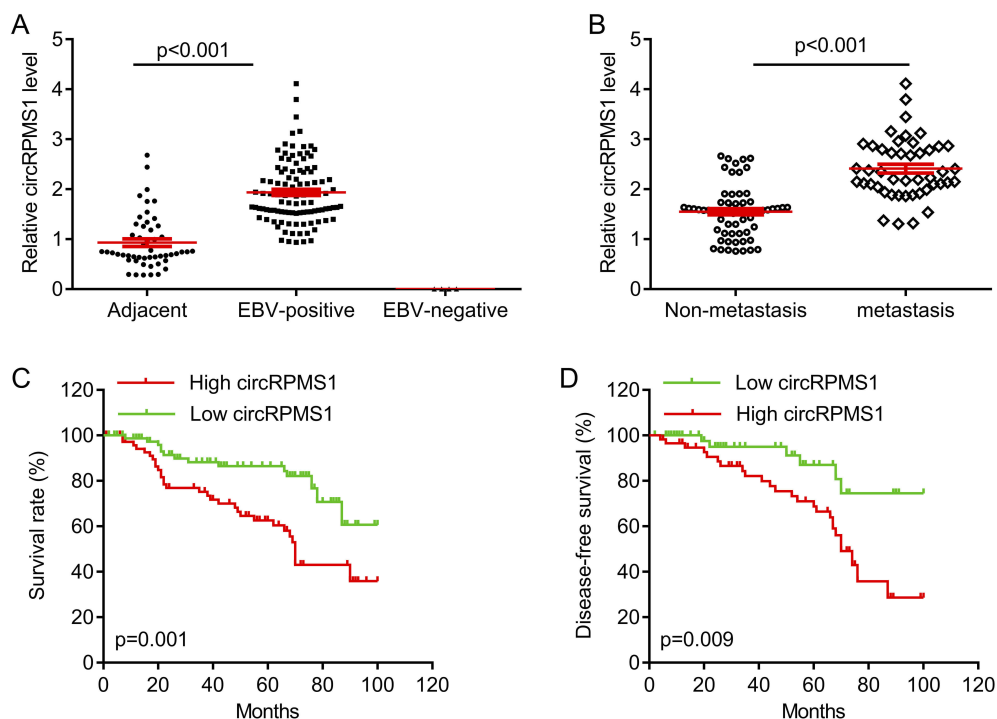 A
Relative circRPMS1 level
5
4
3
2
1
0
p<0.001
Adjacent
EBV-positive
EBV-negative
B
Relative circRPMS1 level
5
4
3
2
1
0
p<0.001
Non-metastasis
metastasis
C
High circRPMS1
Low circRPMS1
Survival rate (%)
120
100
80
60
40
20
0
p=0.001
0 20 40 60 80 100 120
Months
D
Low circRPMS1
High circRPMS1
Disease-free survival (%)
120
100
80
60
40
20
0
p=0.009
0 20 40 60 80 100 120
Months